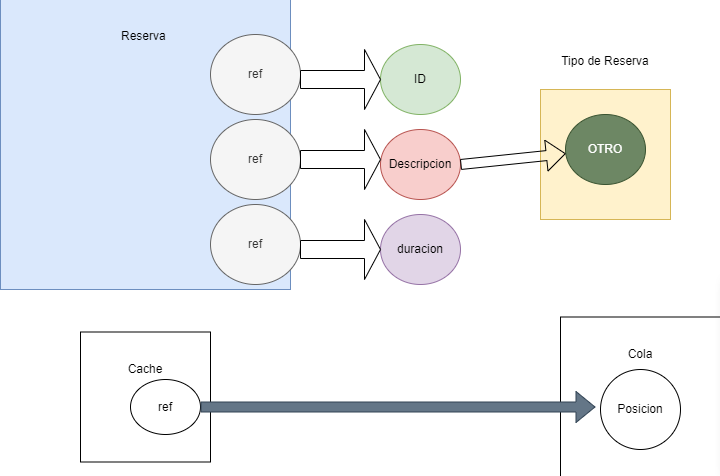 Reserva
ref
ID
Tipo de Reserva
ref
Descripcion
OTRO
ref
duracion
Cache
ref
Cola
Posicion